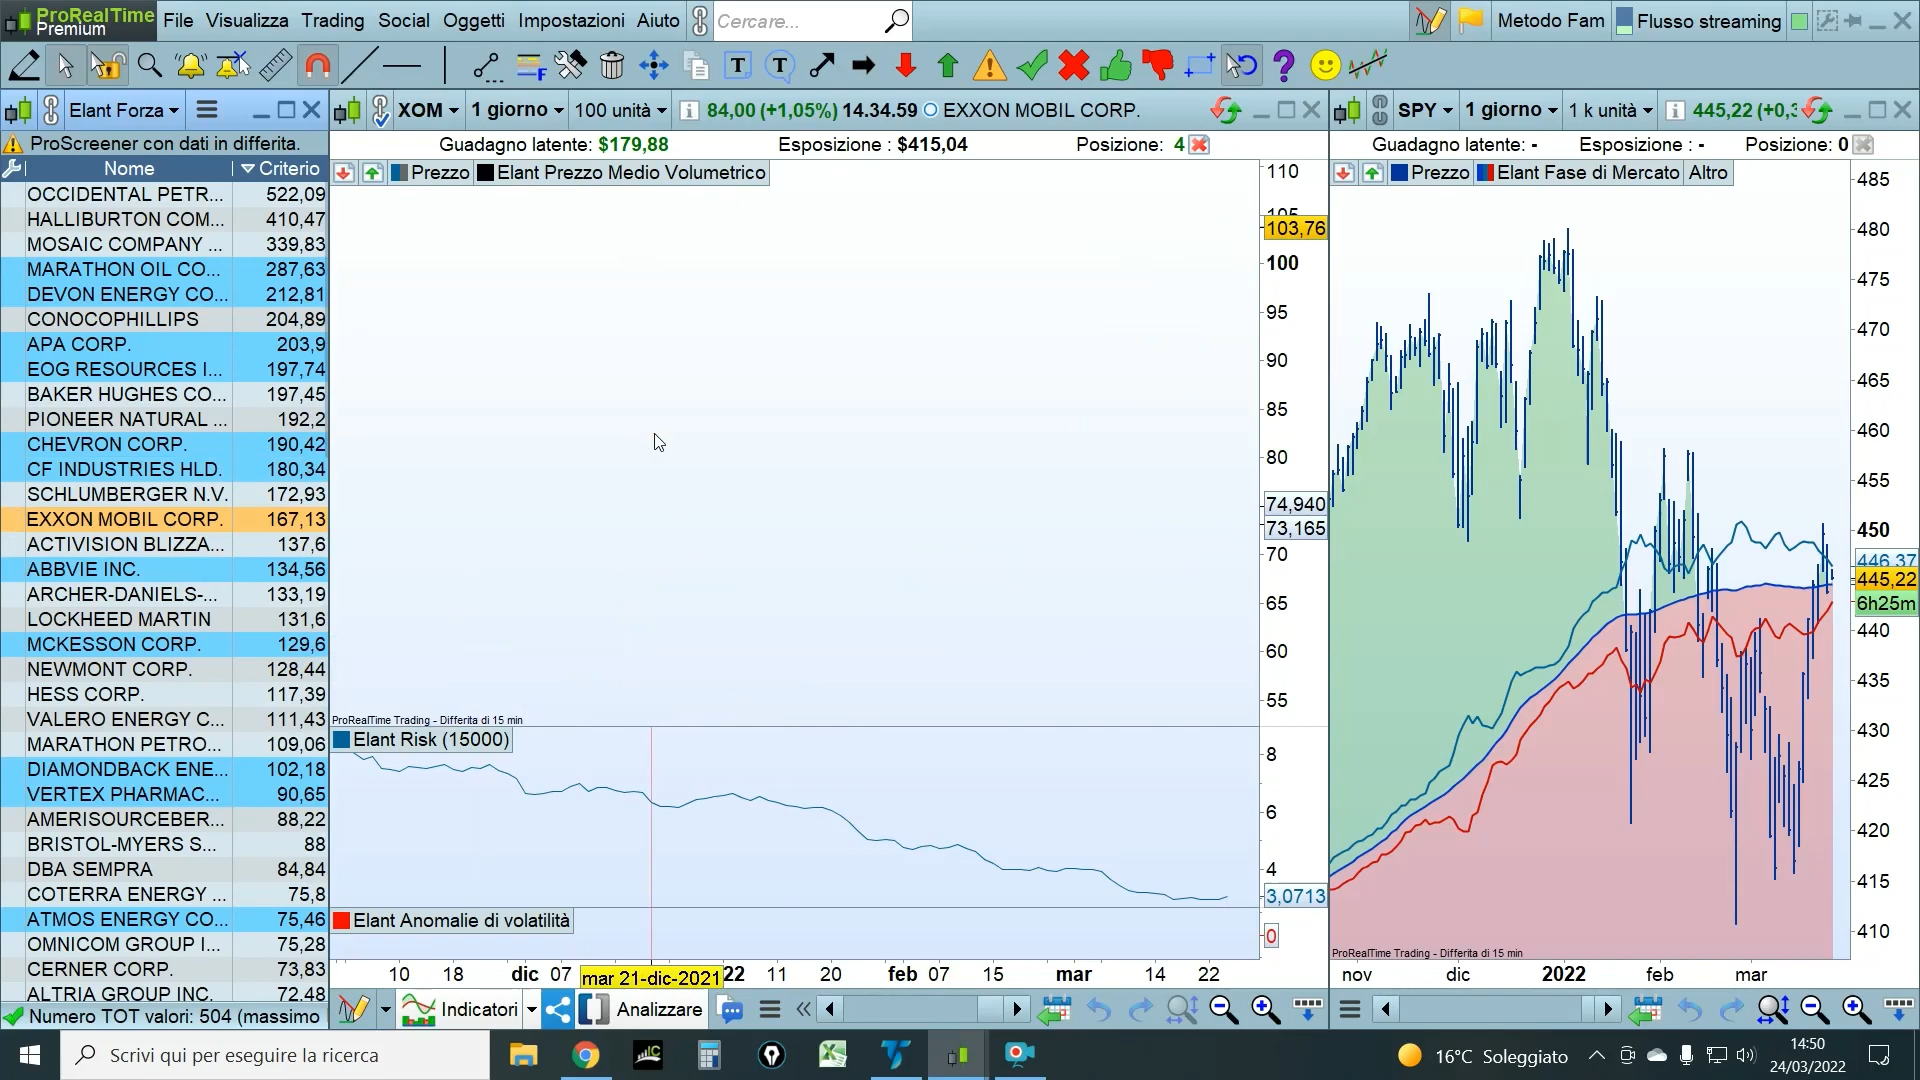 ProRealTime
Premium
File Visualizza Trading Social Oggetti Impostazioni Aiuto
Cercare...
Metodo Fam
Flusso streaming
Elant Forza
XOM 1 giorno 100 unità 84,00 (+1,05%) 14.34.59 EXXON MOBIL CORP.
SPY 1 giorno 1 k unità 445,22 (+0,3
ProScreener con dati in differita.
Guadagno latente: $179,88 Esposizione : $415,04 Posizione: 4
Guadagno latente: - Esposizione : - Posizione: 0
Nome Criterio
OCCIDENTAL PETR... 522,09
HALLIBURTON COM... 410,47
MOSAIC COMPANY ... 339,83
MARATHON OIL CO... 287,63
DEVON ENERGY CO... 212,81
CONOCOPHILLIPS 204,89
APA CORP. 203,9
EOG RESOURCES I... 197,74
BAKER HUGHES CO... 197,45
PIONEER NATURAL ... 192,2
CHEVRON CORP. 190,42
CF INDUSTRIES HLD. 180,34
SCHLUMBERGER N.V. 172,93
EXXON MOBIL CORP. 167,13
ACTIVISION BLIZZA... 137,6
ABBVIE INC. 134,56
ARCHER-DANIELS-... 133,19
LOCKHEED MARTIN 131,6
MCKESSON CORP. 129,6
NEWMONT CORP. 128,44
HESS CORP. 117,39
VALERO ENERGY C... 111,43
MARATHON PETRO... 109,06
DIAMONDBACK ENE... 102,18
VERTEX PHARMAC... 90,65
AMERISOURCEBER... 88,22
BRISTOL-MYERS S... 88
DBA SEMPRA 84,84
COTERRA ENERGY ... 75,8
ATMOS ENERGY CO... 75,46
OMNICOM GROUP I... 75,28
CERNER CORP. 73,83
ALTRIA GROUP INC. 72,48
Numero TOT valori: 504 (massimo
Prezzo Elant Prezzo Medio Volumetrico
110
105
103,76
100
95
90
85
80
74,940
73,165
70
65
60
55
ProRealTime Trading - Differita di 15 min
Elant Risk (15000)
8
6
4
3,0713
Elant Anomalie di volatilità
0
10 18 dic 07 mar 21-dic-2021 22 11 20 feb 07 15 mar 14 22
Indicatori
Analizzare
Prezzo Elant Fase di Mercato Altro
485
480
475
470
465
460
455
450
446,37
445,22
6h25m
440
435
430
425
420
415
410
ProRealTime Trading - Differita di 15 min
nov dic 2022 feb mar
Scrivi qui per eseguire la ricerca
16°C Soleggiato
14:50
24/03/2022